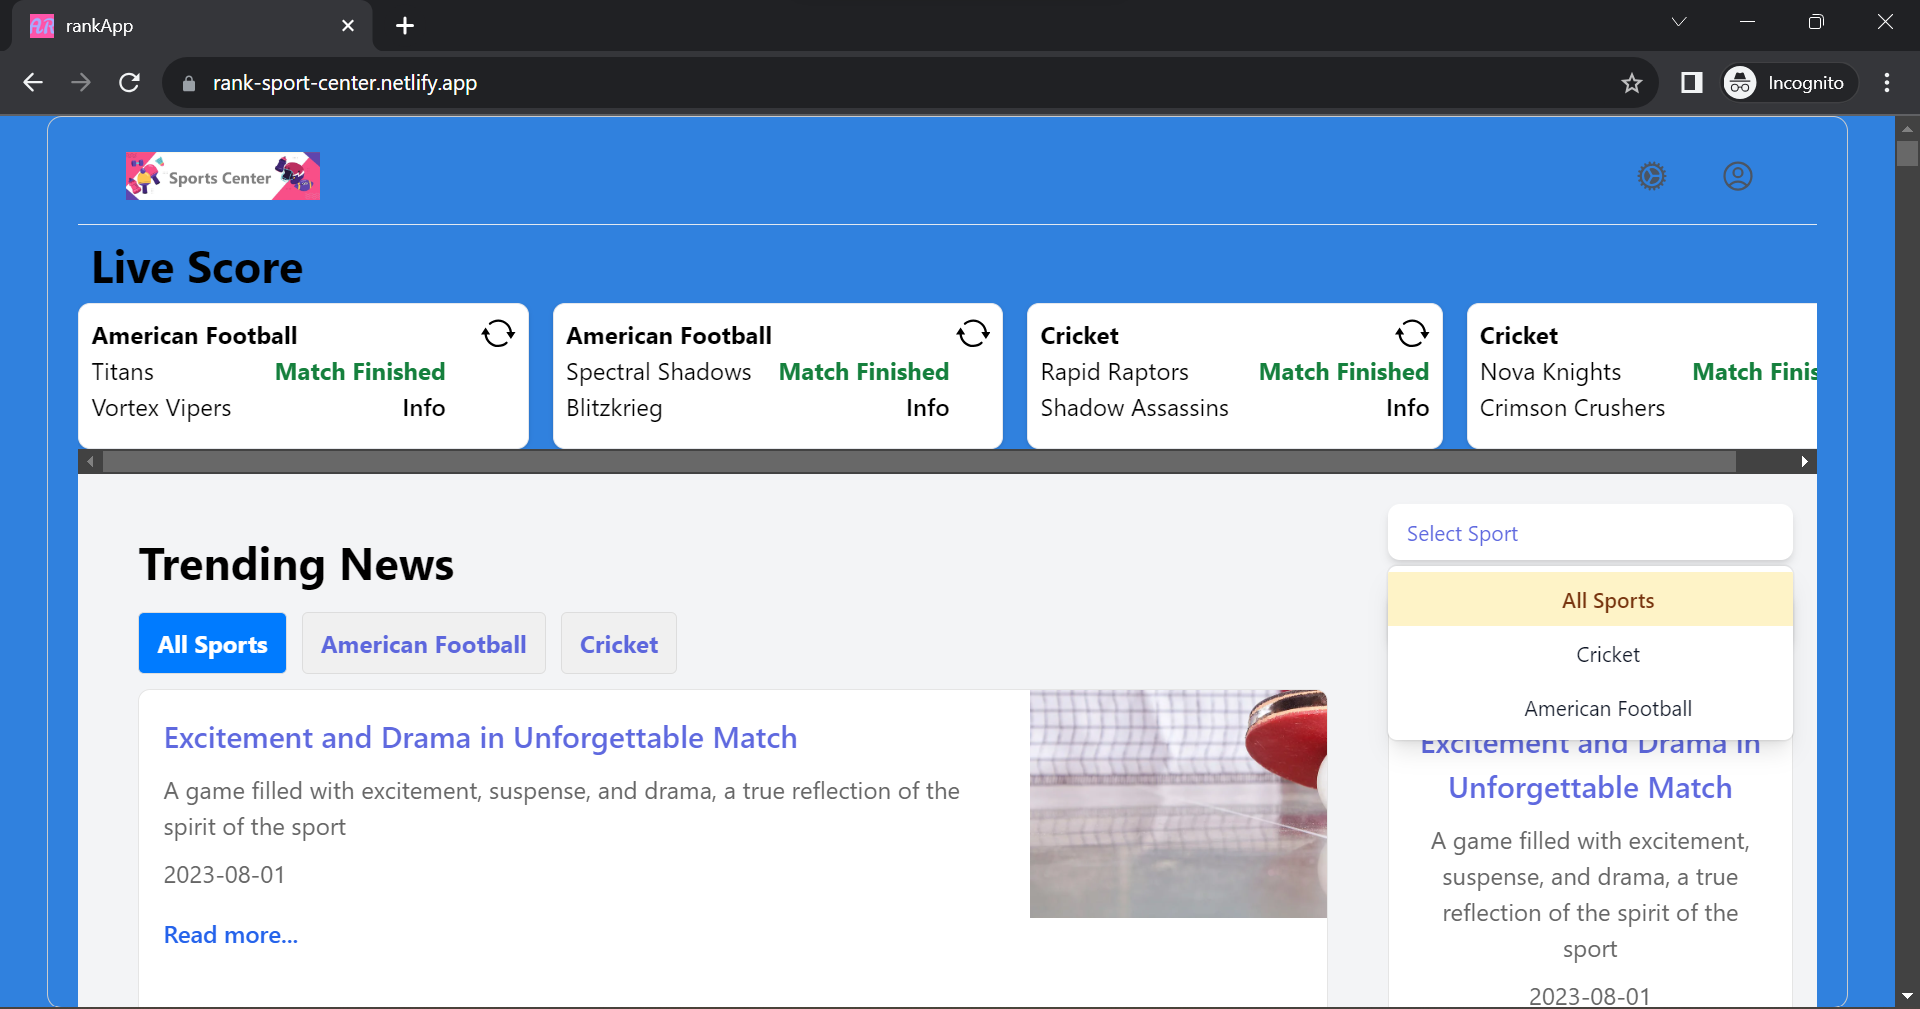 AR rankApp
rank-sport-center.netlify.app
Incognito
Sports Center
Live Score
American Football
Titans Match Finished
Vortex Vipers Info
American Football
Spectral Shadows Match Finished
Blitzkrieg Info
Cricket
Rapid Raptors Match Finished
Shadow Assassins Info
Cricket
Nova Knights Match Finis
Crimson Crushers
Trending News
All Sports American Football Cricket
Excitement and Drama in Unforgettable Match
A game filled with excitement, suspense, and drama, a true reflection of the
spirit of the sport
2023-08-01
Read more...
Select Sport
All Sports
Cricket
American Football
Excitement and Drama in
Unforgettable Match
A game filled with excitement,
suspense, and drama, a true
reflection of the spirit of the
sport
2023-08-01